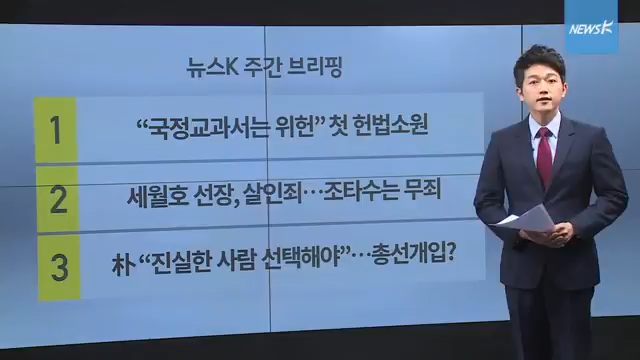 NEWSK
뉴스K 주간 브리핑
1 “국정교과서는 위헌” 첫 헌법소원
2 세월호 선장, 살인죄…조타수는 무죄
3 朴 “진실한 사람 선택해야”…총선개입?